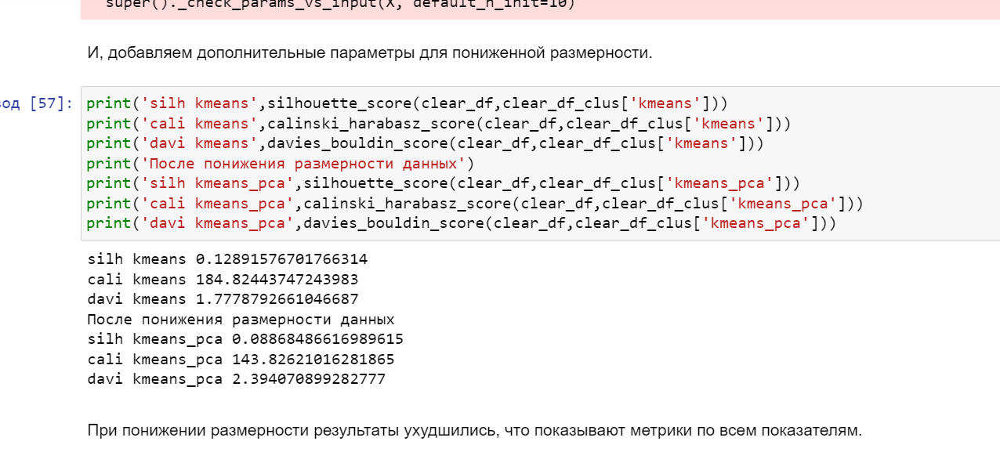 super()._check_params_vs_input(X, default_n_init=10)
И, добавляем дополнительные параметры для пониженной размерности.
од [57]:
print('silh kmeans',silhouette_score(clear_df,clear_df_clus['kmeans']))
print('cali kmeans',calinski_harabasz_score(clear_df,clear_df_clus['kmeans']))
print('davi kmeans',davies_bouldin_score(clear_df,clear_df_clus['kmeans']))
print('После понижения размерности данных')
print('silh kmeans_pca',silhouette_score(clear_df,clear_df_clus['kmeans_pca']))
print('cali kmeans_pca',calinski_harabasz_score(clear_df,clear_df_clus['kmeans_pca']))
print('davi kmeans_pca',davies_bouldin_score(clear_df,clear_df_clus['kmeans_pca']))
silh kmeans 0.12891576701766314
cali kmeans 184.82443747243983
davi kmeans 1.7778792661046687
После понижения размерности данных
silh kmeans_pca 0.08868486616989615
cali kmeans_pca 143.82621016281865
davi kmeans_pca 2.394070899282777
При понижении размерности результаты ухудшились, что показывают метрики по всем показателям.